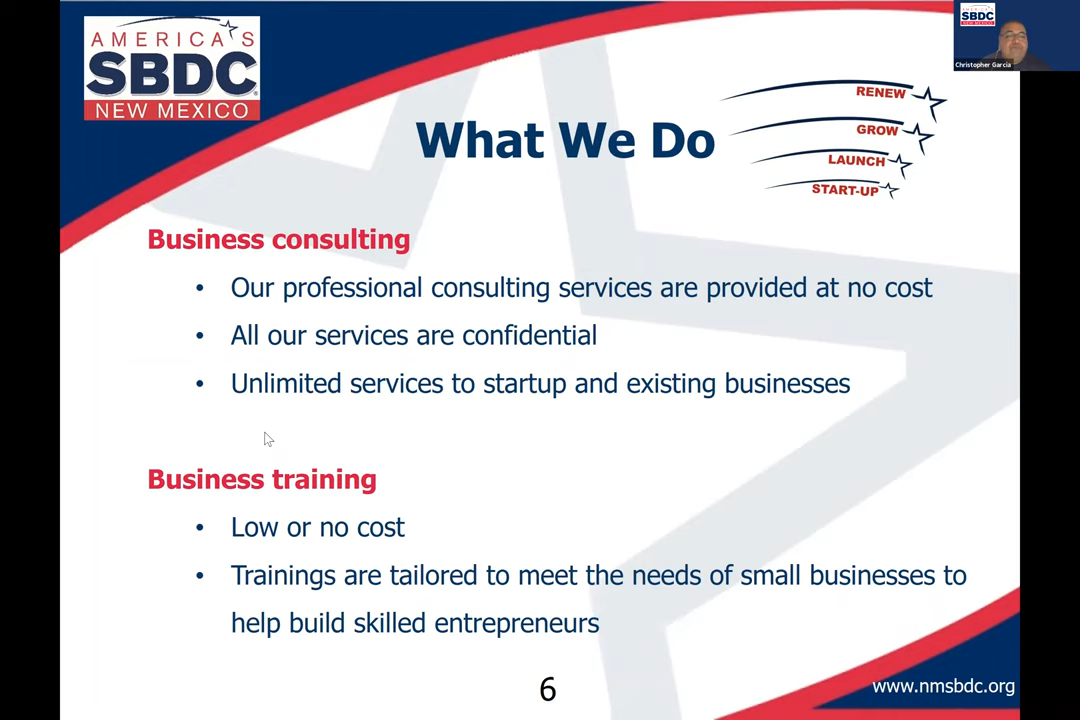 AMERICA'S
SBDC
NEW MEXICO
SBDC
Christopher Garcia
What We Do
RENEW
GROW
LAUNCH
START-UP
Business consulting
• Our professional consulting services are provided at no cost
• All our services are confidential
• Unlimited services to startup and existing businesses
Business training
• Low or no cost
• Trainings are tailored to meet the needs of small businesses to
help build skilled entrepreneurs
6
www.nmsbdc.org